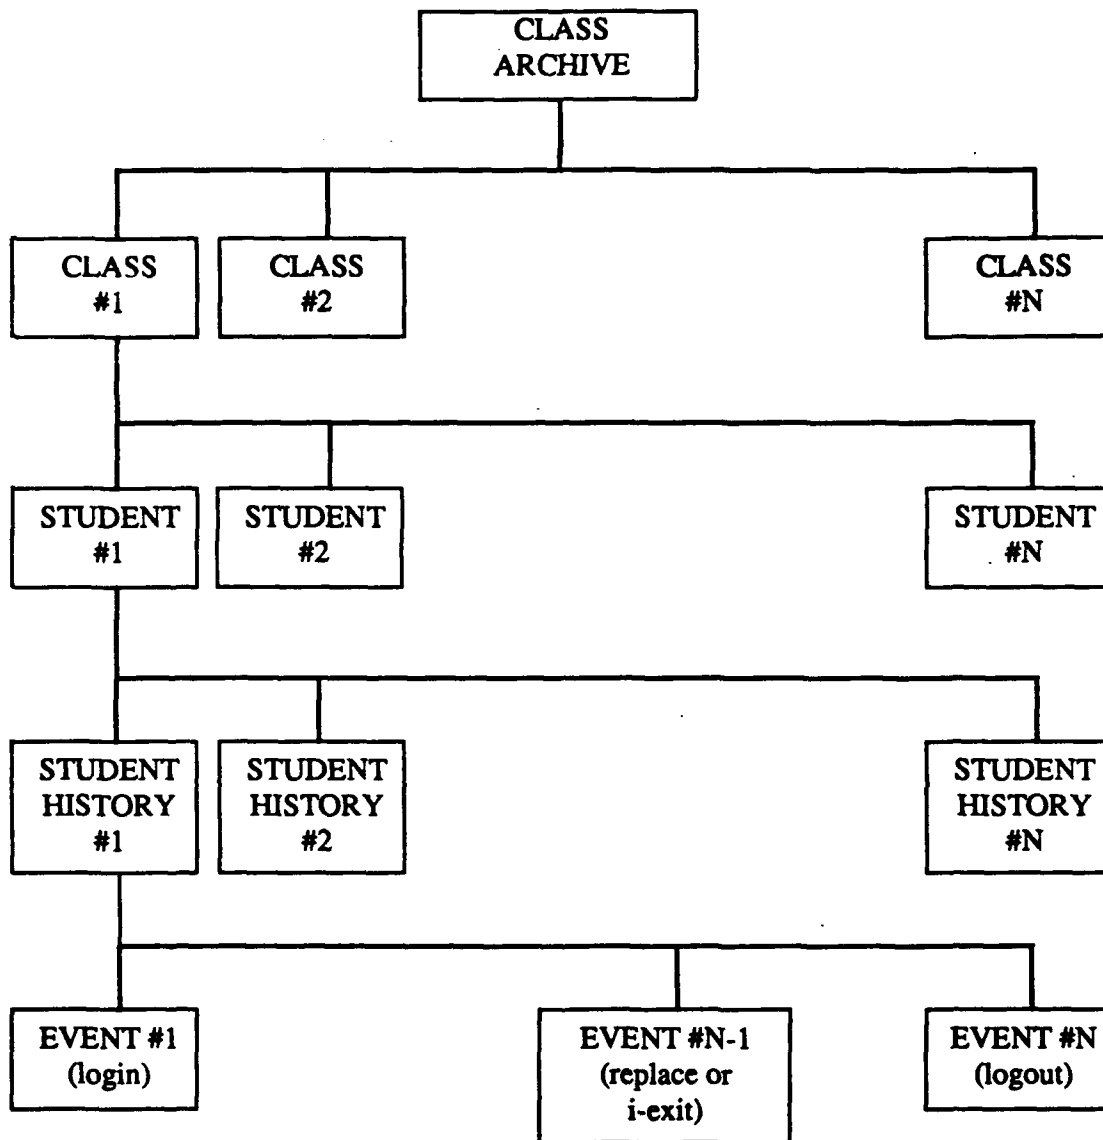 CLASS
ARCHIVE
CLASS
#1
CLASS
#2
CLASS
#N
STUDENT
#1
STUDENT
#2
STUDENT
#N
STUDENT
HISTORY
#1
STUDENT
HISTORY
#2
STUDENT
HISTORY
#N
EVENT #1
(login)
EVENT #N-1
(replace or
i-exit)
EVENT #N
(logout)